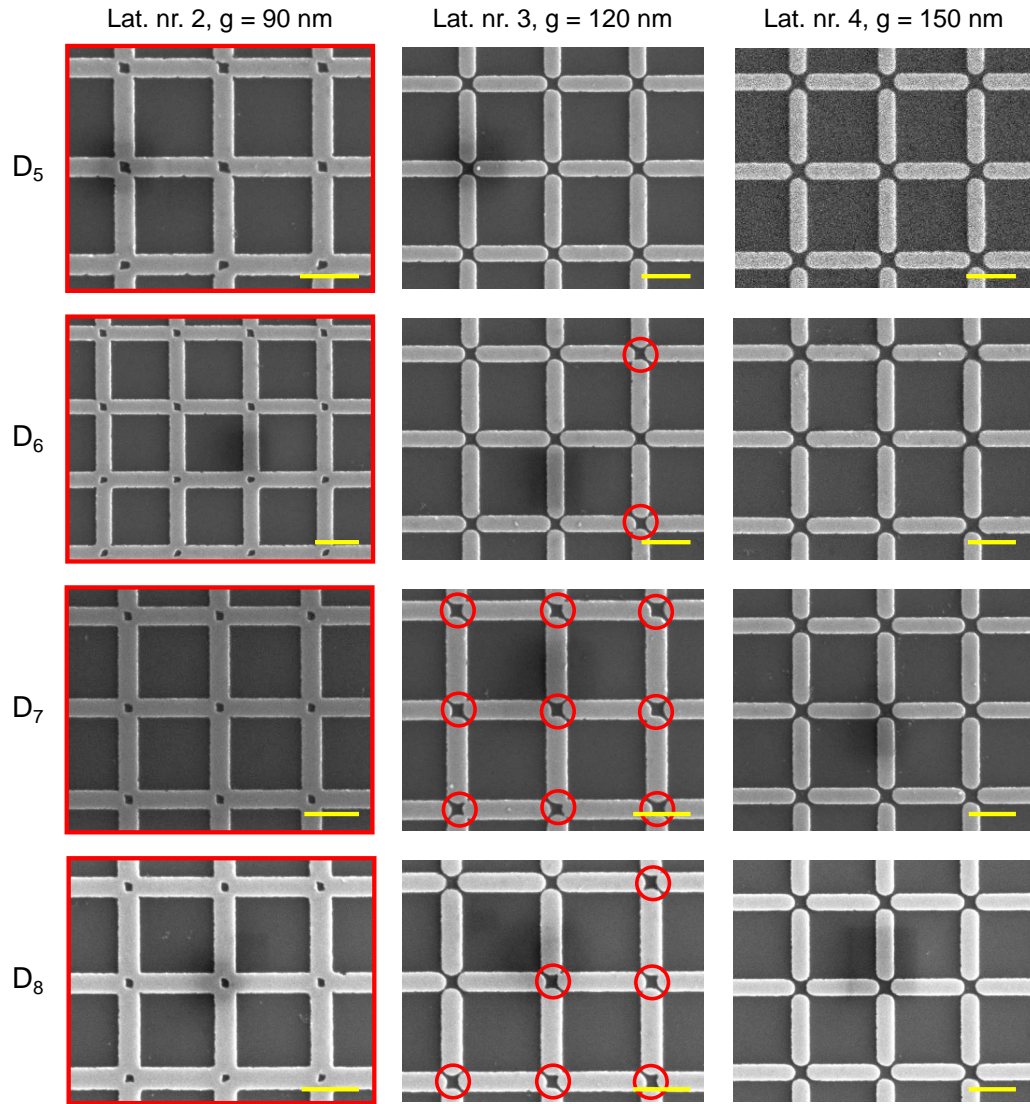 Lat. nr. 2, g = 90 nm
Lat. nr. 3, g = 120 nm
Lat. nr. 4, g = 150 nm
D₅
D₆
D₇
D₈